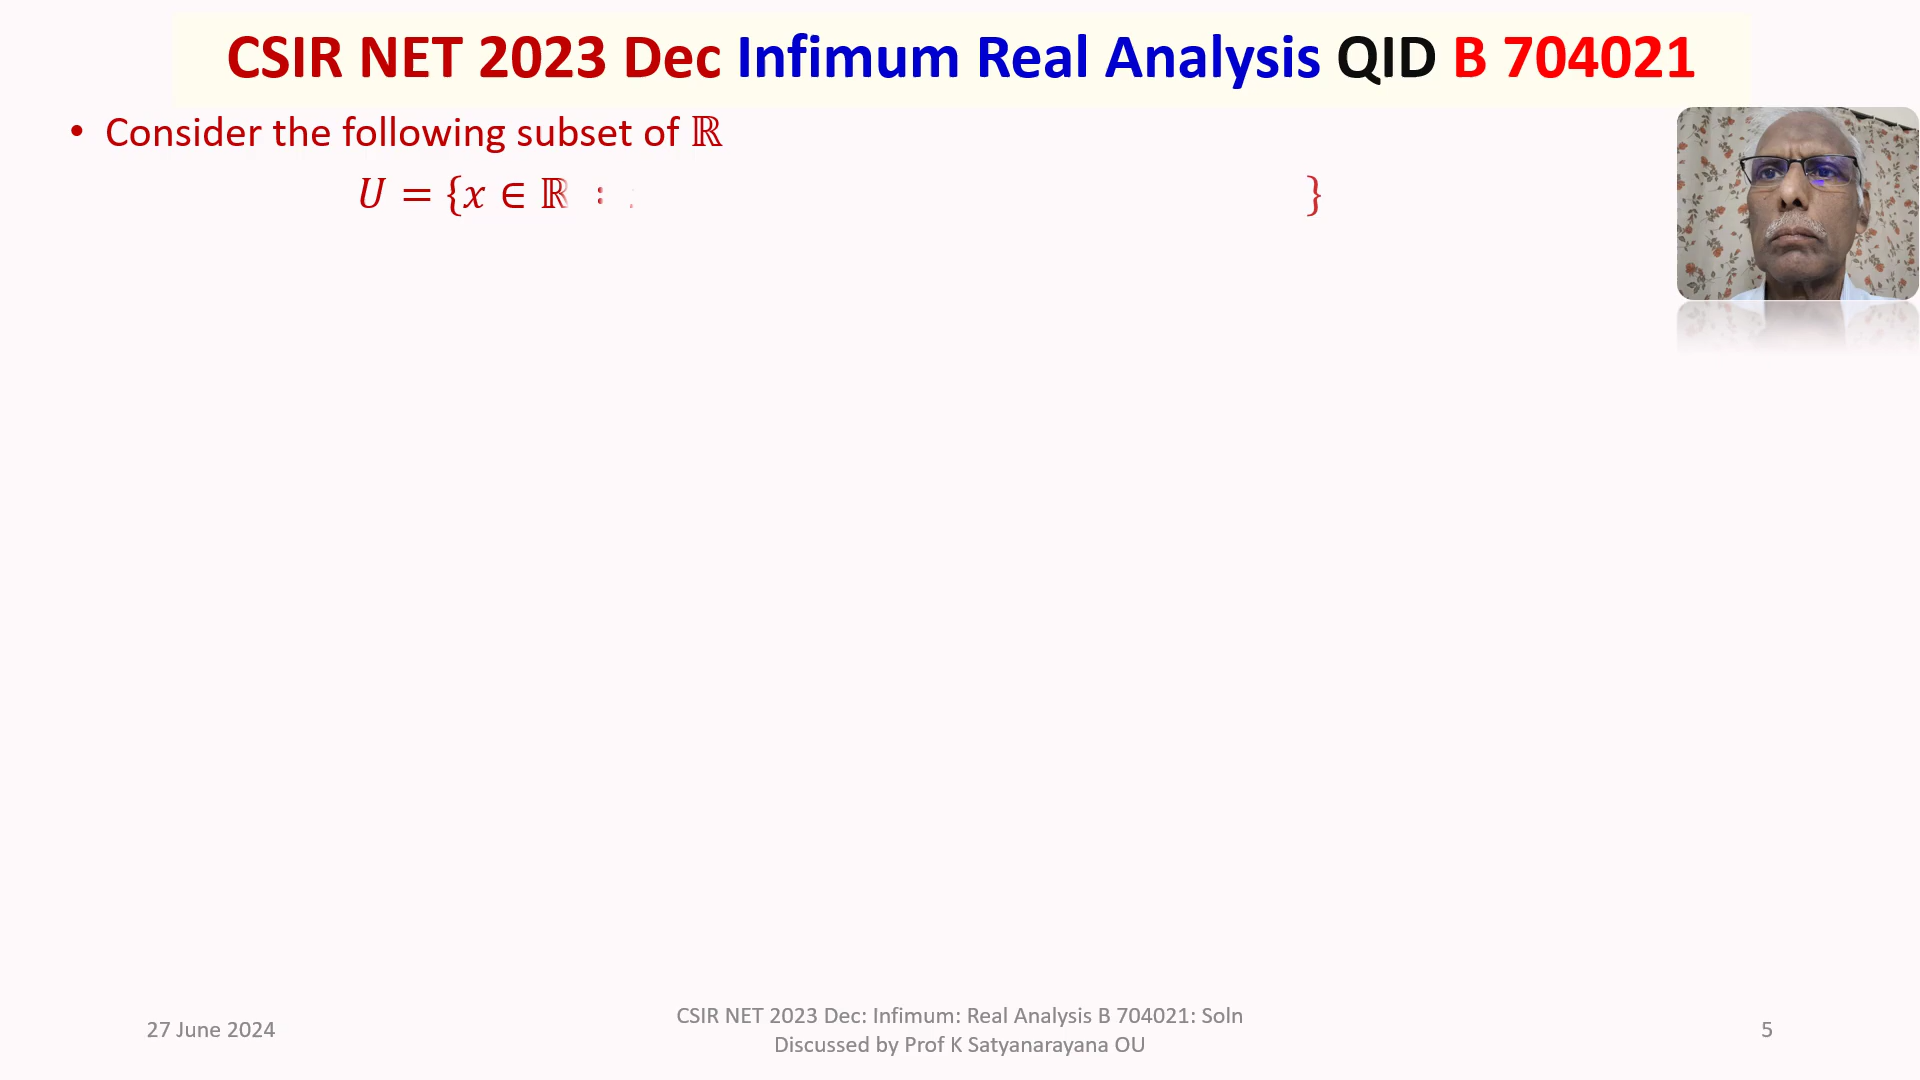 CSIR NET 2023 Dec Infimum Real Analysis QID B 704021
• Consider the following subset of ℝ
U = {x ∈ ℝ : }
27 June 2024
CSIR NET 2023 Dec: Infimum: Real Analysis B 704021: Soln
Discussed by Prof K Satyanarayana OU
5